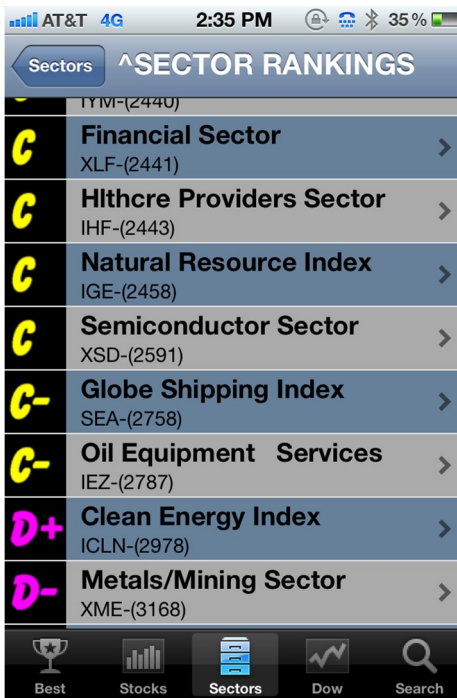 AT&T 4G 2:35 PM 35%
Sectors ^SECTOR RANKINGS
IYM-(2440)
C Financial Sector
XLF-(2441)
C Hlthcre Providers Sector
IHF-(2443)
C Natural Resource Index
IGE-(2458)
C Semiconductor Sector
XSD-(2591)
C- Globe Shipping Index
SEA-(2758)
C- Oil Equipment Services
IEZ-(2787)
D+ Clean Energy Index
ICLN-(2978)
D- Metals/Mining Sector
XME-(3168)
Best Stocks Sectors Dow Search